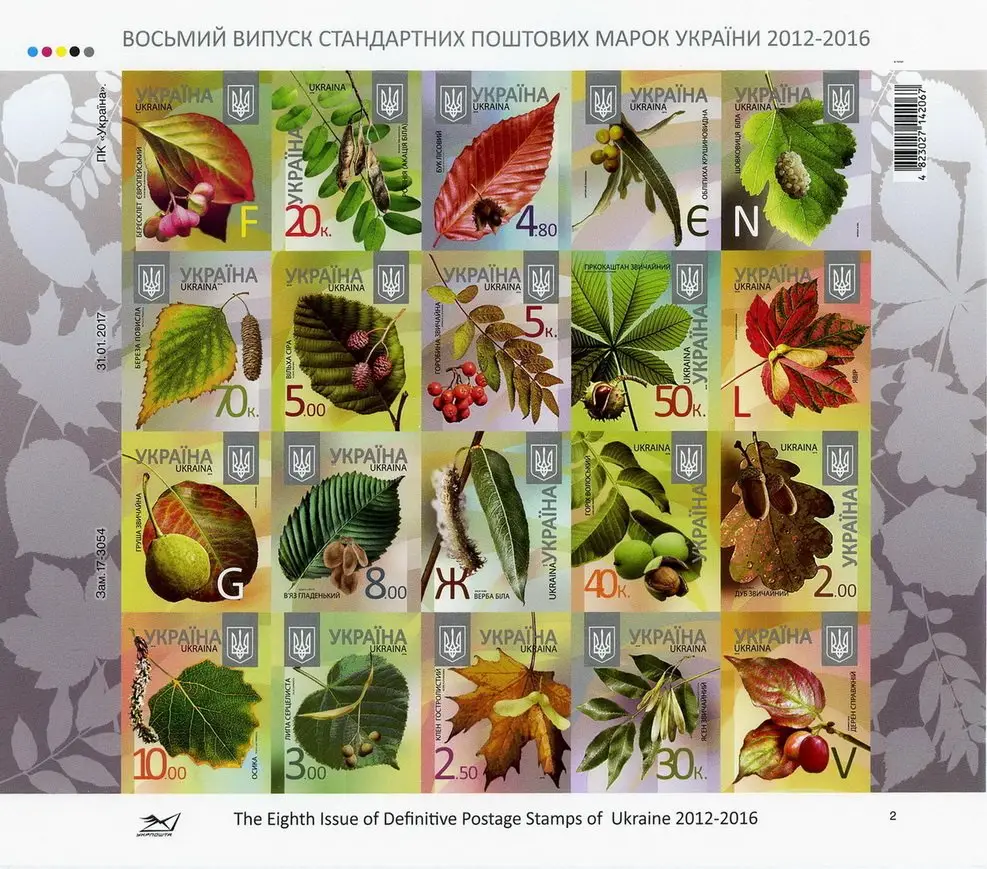 ВОСЬМИЙ ВИПУСК СТАНДАРТНИХ ПОШТОВИХ МАРОК УКРАЇНИ 2012-2016
ПК «Україна».
4 823027 142067
УКРАЇНА
UKRAINA
БЕРЕСКЛЕТ ЄВРОПЕЙСЬКИЙ
F
UKRAINA
УКРАЇНА
АКАЦІЯ БІЛА
20к.
УКРАЇНА
UKRAINA
БУК ЛІСОВИЙ
4.80
УКРАЇНА
UKRAINA
ОБЛІПИХА КРУШИНОВИДНА
Є
УКРАЇНА
UKRAINA
ШОВКОВИЦЯ БІЛА
N
31.01.2017
УКРАЇНА
UKRAINA
БЕРЕЗА ПОВИСЛА
70к.
УКРАЇНА
UKRAINA
ВІЛЬХА СІРА
5.00
УКРАЇНА
UKRAINA
ГОРОБИНА ЗВИЧАЙНА
5к.
ГІРКОКАШТАН ЗВИЧАЙНИЙ
UKRAINA
УКРАЇНА
50к.
УКРАЇНА
UKRAINA
ЯВІР
L
Зам. 17-3054
УКРАЇНА
UKRAINA
ГРУША ЗВИЧАЙНА
G
УКРАЇНА
UKRAINA
В'ЯЗ ГЛАДЕНЬКИЙ
8.00
UKRAINA
УКРАЇНА
Ж
ВЕРБА БІЛА
UKRAINA
УКРАЇНА
ГОРІХ ВОЛОСЬКИЙ
40к.
UKRAINA
УКРАЇНА
ДУБ ЗВИЧАЙНИЙ
2.00
УКРАЇНА
UKRAINA
ОСИКА
10.00
УКРАЇНА
UKRAINA
ЛИПА СЕРЦЕЛИСТА
3.00
УКРАЇНА
UKRAINA
КЛЕН ГОСТРОЛИСТИЙ
2.50
УКРАЇНА
UKRAINA
ЯСЕН ЗВИЧАЙНИЙ
30к.
УКРАЇНА
UKRAINA
ДЕРЕН СПРАВЖНІЙ
V
УКРПОШТА
The Eighth Issue of Definitive Postage Stamps of Ukraine 2012-2016
2